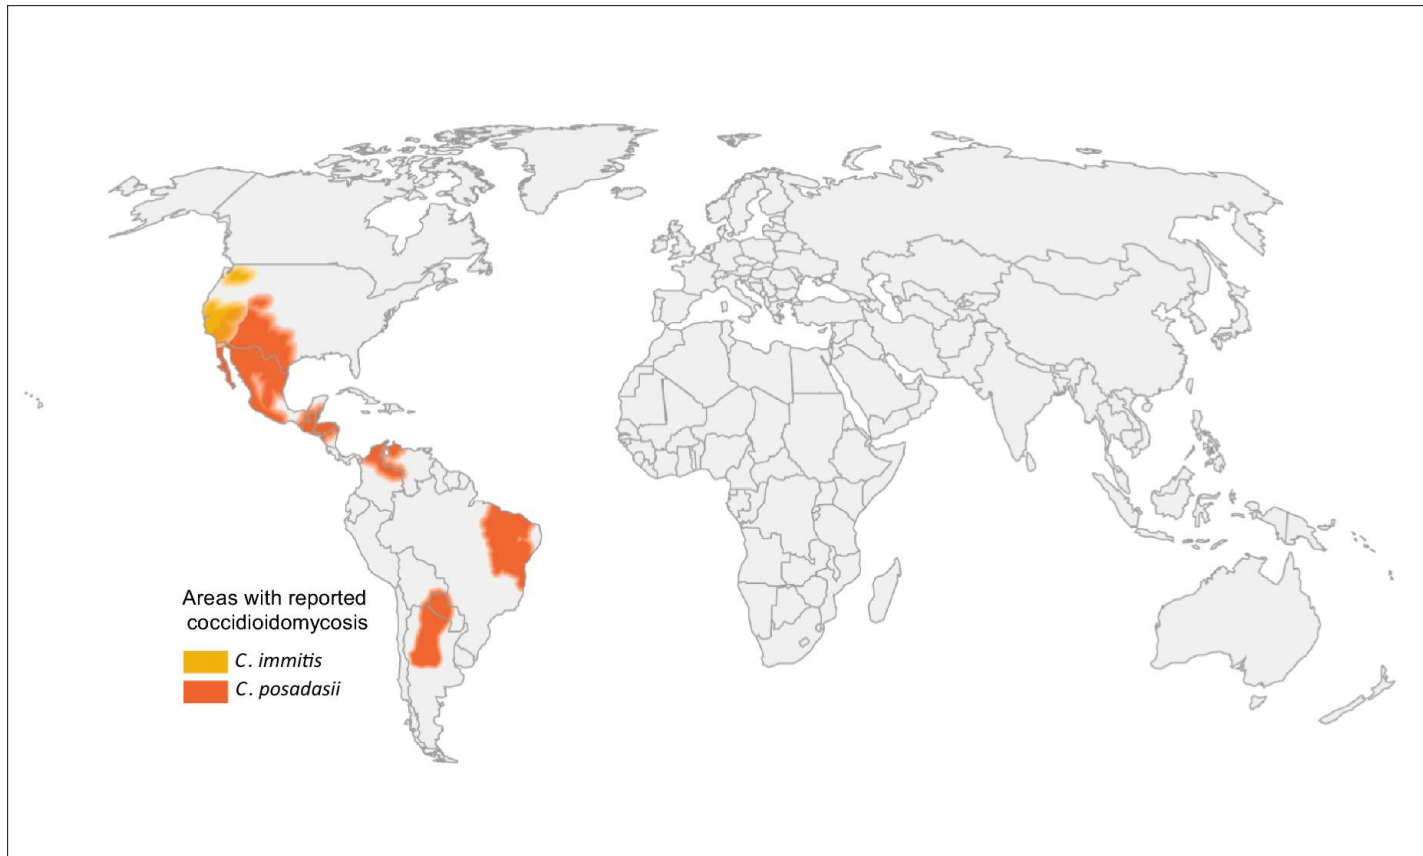 Areas with reported
coccidioidomycosis
C. immitis
C. posadasii